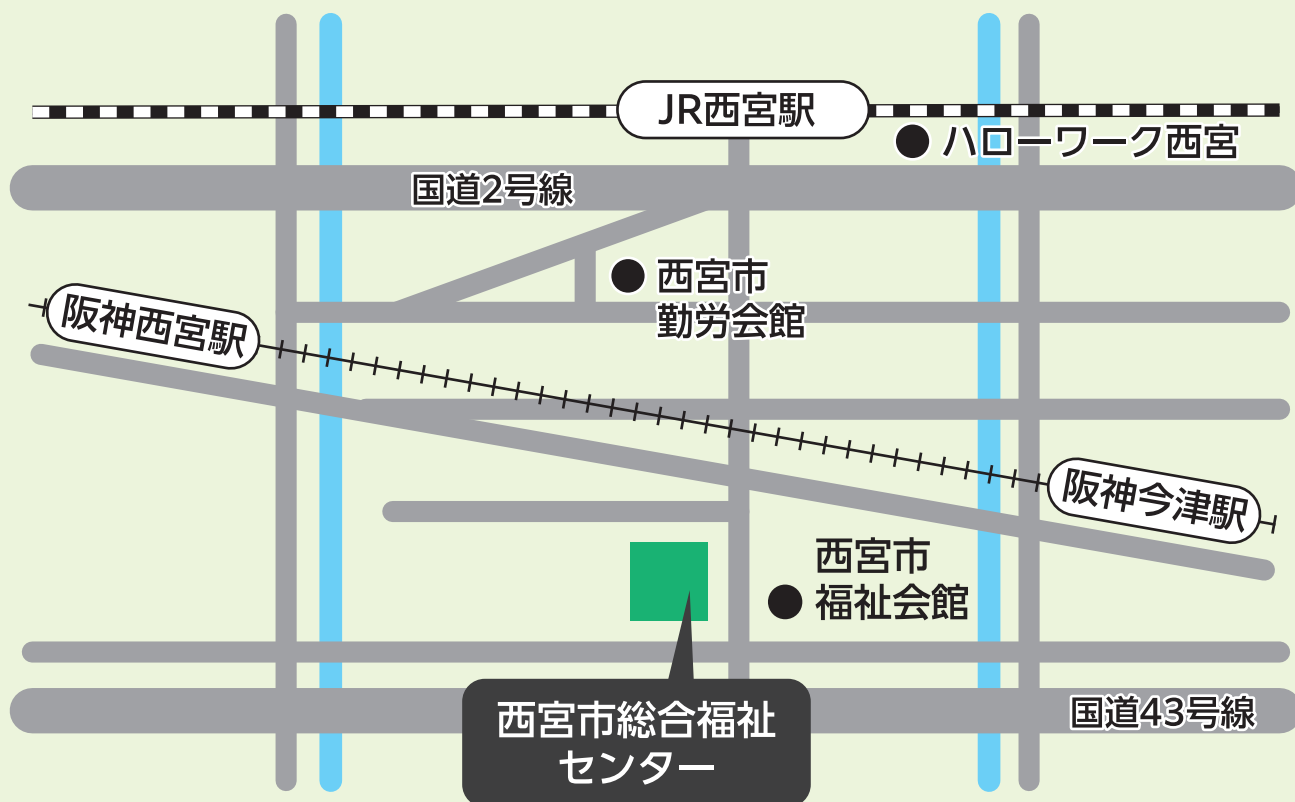 JR西宮駅
ハローワーク西宮
国道2号線
西宮市
勤労会館
阪神西宮駅
阪神今津駅
西宮市
福祉会館
国道43号線
西宮市総合福祉
センター